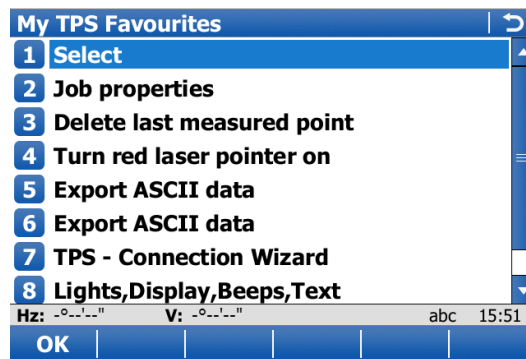 My TPS Favourites
1 Select
2 Job properties
3 Delete last measured point
4 Turn red laser pointer on
5 Export ASCII data
6 Export ASCII data
7 TPS - Connection Wizard
8 Lights,Display,Beeps,Text
Hz: -°--'--" V: -°--'--" abc 15:51
OK